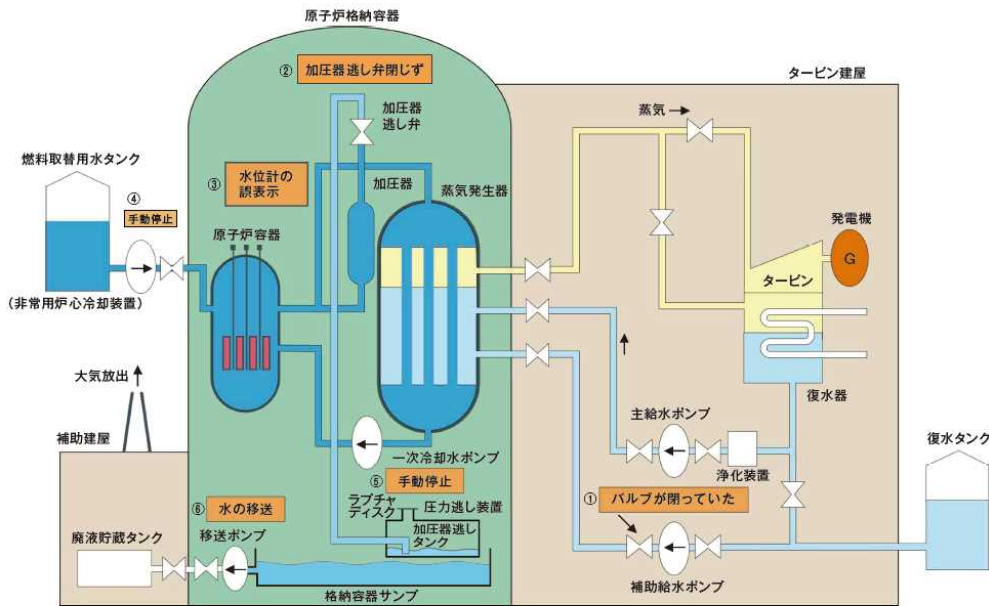 原子炉格納容器
② 加圧器逃し弁閉じず
タービン建屋
加圧器
逃し弁
蒸気→
燃料取替用水タンク
③ 水位計の
誤表示
加圧器
蒸気発生器
④
手動停止
原子炉容器
発電機
G
タービン
(非常用炉心冷却装置)
大気放出
復水器
補助建屋
主給水ポンプ
復水タンク
一次冷却水ポンプ
浄化装置
⑤ 手動停止
① バルブが閉っていた
⑥ 水の移送
ラプチャ
ディスク
圧力逃し装置
移送ポンプ
加圧器逃し
タンク
廃液貯蔵タンク
補助給水ポンプ
格納容器サンプ